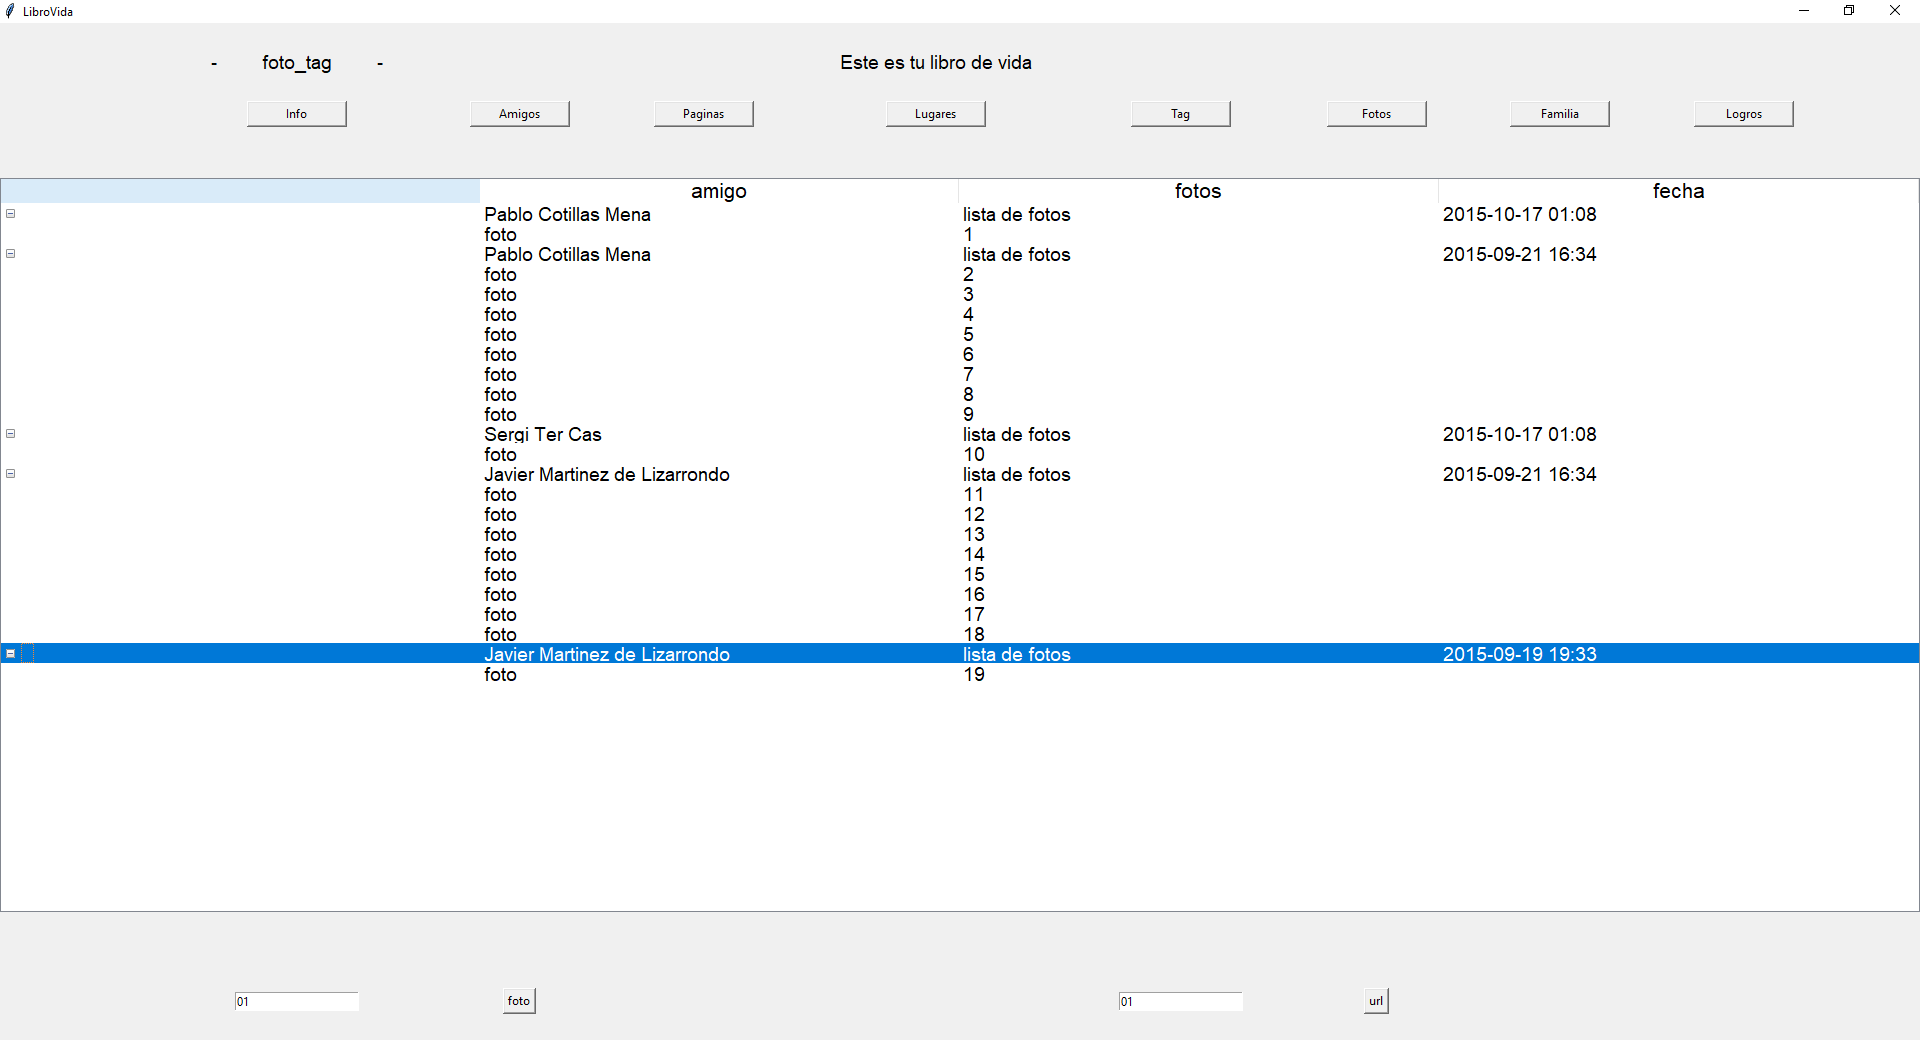 LibroVida
- foto_tag - Este es tu libro de vida
Info Amigos Paginas Lugares Tag Fotos Familia Logros
amigo fotos fecha
Pablo Cotillas Mena lista de fotos 2015-10-17 01:08
foto 1
Pablo Cotillas Mena lista de fotos 2015-09-21 16:34
foto 2
foto 3
foto 4
foto 5
foto 6
foto 7
foto 8
foto 9
Sergi Ter Cas lista de fotos 2015-10-17 01:08
foto 10
Javier Martinez de Lizarrondo lista de fotos 2015-09-21 16:34
foto 11
foto 12
foto 13
foto 14
foto 15
foto 16
foto 17
foto 18
Javier Martinez de Lizarrondo lista de fotos 2015-09-19 19:33
foto 19
01 foto 01 url